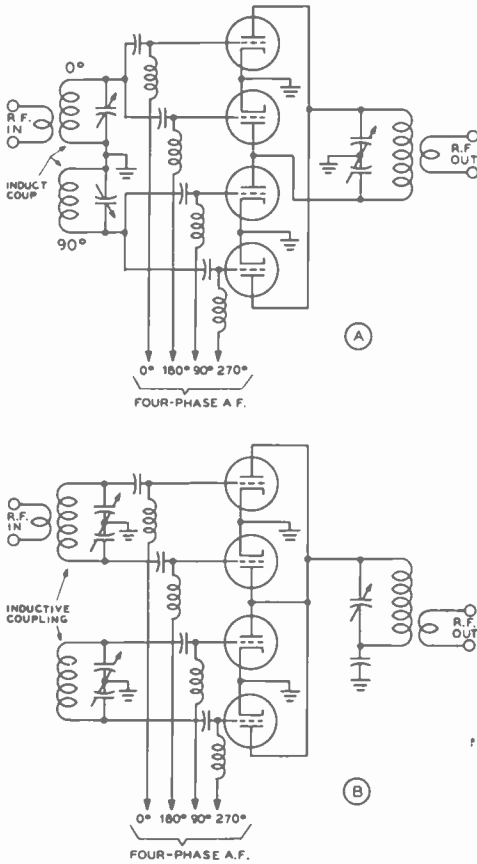 0°
R.F.
IN
INDUCT
COUP
90°
R.F.
OUT
A
0° 180° 90° 270°
FOUR-PHASE A.F.
R.F.
IN
INDUCTIVE
COUPLING
R.F.
OUT
B
0° 180° 90° 270°
FOUR-PHASE A.F.